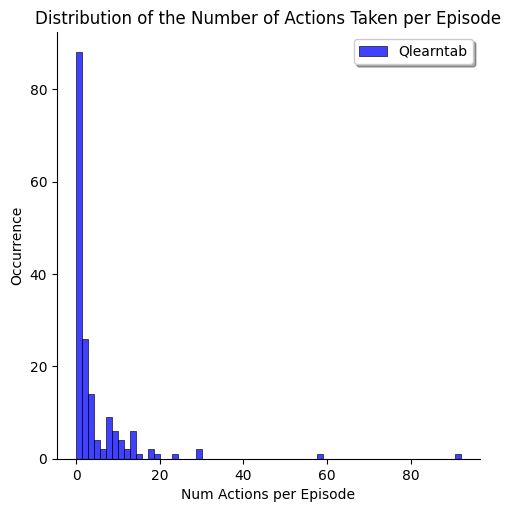 Distribution of the Number of Actions Taken per Episode
Qlearntab
80
60
40
20
0
Occurrence
0 20 40 60 80
Num Actions per Episode